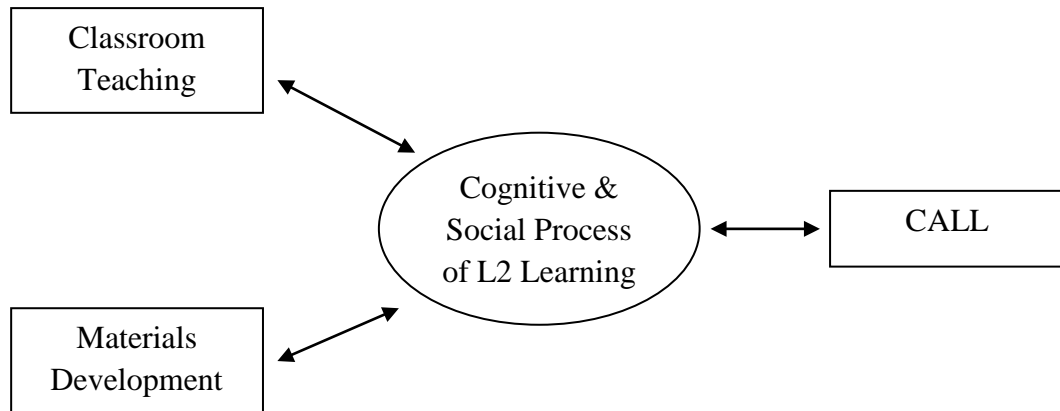 Classroom
Teaching
Cognitive &
Social Process
of L2 Learning
CALL
Materials
Development